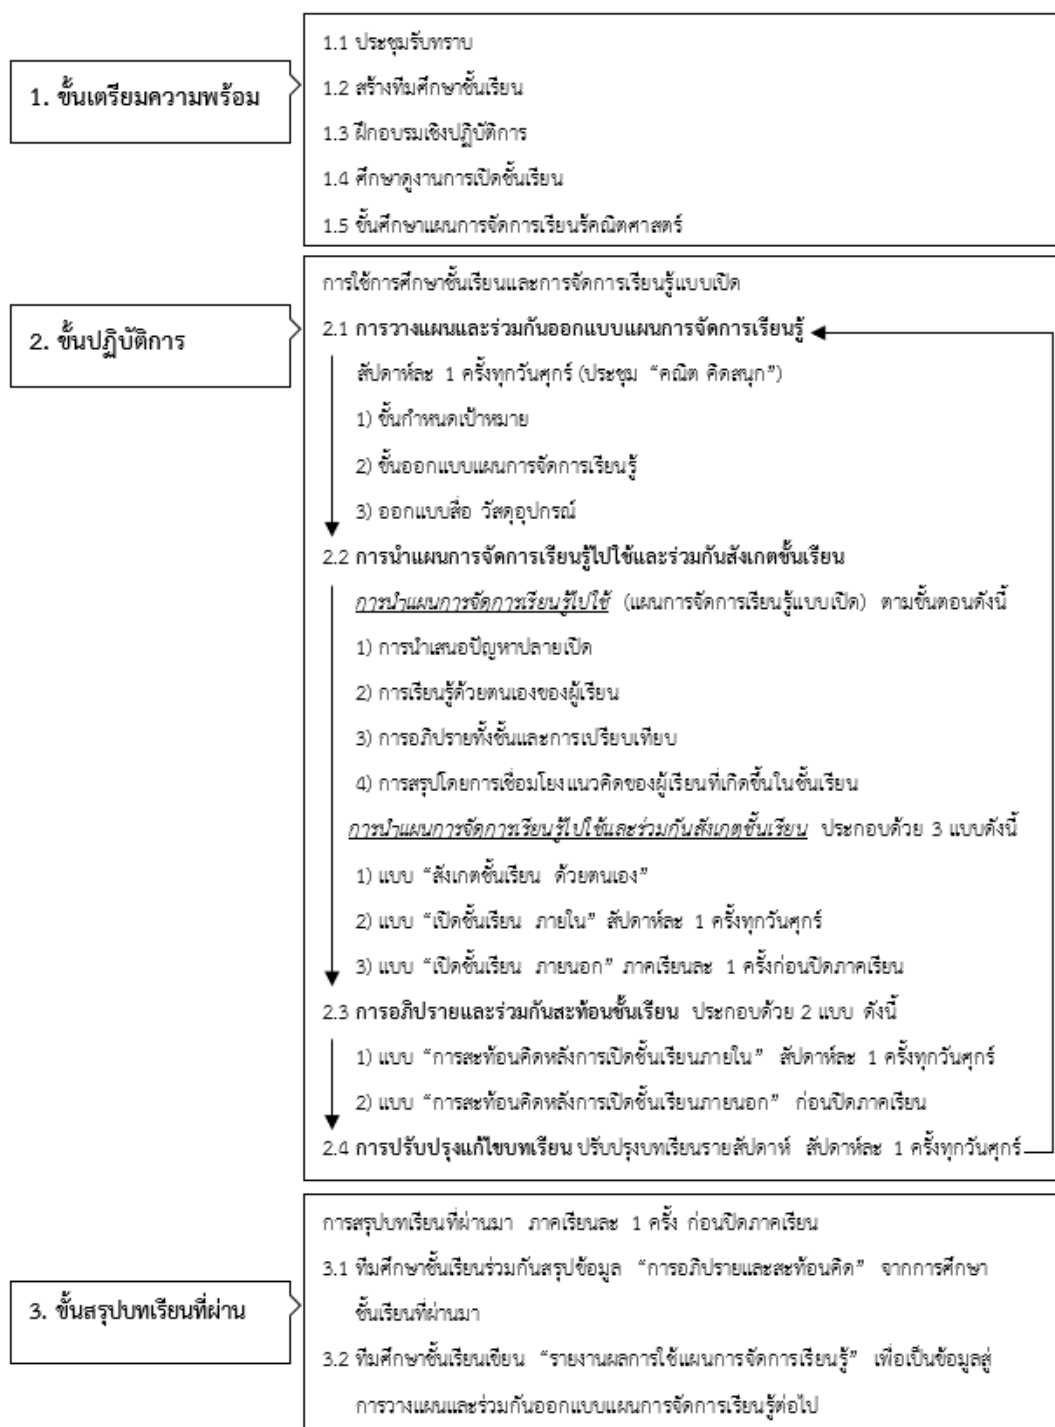 1. ขั้นเตรียมความพร้อม
1.1 ประชุมรับทราบ
1.2 สร้างทีมศึกษาชั้นเรียน
1.3 ฝึกอบรมเชิงปฏิบัติการ
1.4 ศึกษาดูงานการเปิดชั้นเรียน
1.5 ขั้นศึกษาแผนการจัดการเรียนรัคณิตศาสตร์
2. ขั้นปฏิบัติการ
การใช้การศึกษาชั้นเรียนและการจัดการเรียนรู้แบบเปิด
2.1 การวางแผนและร่วมกันออกแบบแผนการจัดการเรียนรู้
สัปดาห์ละ 1 ครั้งทุกวันศุกร์ (ประชุม “คณิต คิดสนุก”)
1) ขั้นกำหนดเป้าหมาย
2) ขั้นออกแบบแผนการจัดการเรียนรู้
3) ออกแบบสื่อ วัสดุอุปกรณ์
2.2 การนำแผนการจัดการเรียนรู้ไปใช้และร่วมกันสังเกตชั้นเรียน
การนำแผนการจัดการเรียนรู้ไปใช้ (แผนการจัดการเรียนรู้แบบเปิด) ตามขั้นตอนดังนี้
1) การนำเสนอปัญหาปลายเปิด
2) การเรียนรู้ด้วยตนเองของผู้เรียน
3) การอภิปรายทั้งชั้นและการเปรียบเทียบ
4) การสรุปโดยการเชื่อมโยงแนวคิดของผู้เรียนที่เกิดขึ้นในชั้นเรียน
การนำแผนการจัดการเรียนรู้ไปใช้และร่วมกันสังเกตชั้นเรียน ประกอบด้วย 3 แบบดังนี้
1) แบบ “สังเกตชั้นเรียน ด้วยตนเอง”
2) แบบ “เปิดชั้นเรียน ภายใน” สัปดาห์ละ 1 ครั้งทุกวันศุกร์
3) แบบ “เปิดชั้นเรียน ภายนอก” ภาคเรียนละ 1 ครั้งก่อนปิดภาคเรียน
2.3 การอภิปรายและร่วมกันสะท้อนชั้นเรียน ประกอบด้วย 2 แบบ ดังนี้
1) แบบ “การสะท้อนคิดหลังการเปิดชั้นเรียนภายใน” สัปดาห์ละ 1 ครั้งทุกวันศุกร์
2) แบบ “การสะท้อนคิดหลังการเปิดชั้นเรียนภายนอก” ก่อนปิดภาคเรียน
2.4 การปรับปรุงแก้ไขบทเรียน ปรับปรุงบทเรียนรายสัปดาห์ สัปดาห์ละ 1 ครั้งทุกวันศุกร์
3. ขั้นสรุปบทเรียนที่ผ่าน
การสรุปบทเรียนที่ผ่านมา ภาคเรียนละ 1 ครั้ง ก่อนปิดภาคเรียน
3.1 ทีมศึกษาชั้นเรียนร่วมกันสรุปข้อมูล “การอภิปรายและสะท้อนคิด” จากการศึกษา
ชั้นเรียนที่ผ่านมา
3.2 ทีมศึกษาชั้นเรียนเขียน “รายงานผลการใช้แผนการจัดการเรียนรู้” เพื่อเป็นข้อมูลสู่
การวางแผนและร่วมกันออกแบบแผนการจัดการเรียนรู้ต่อไป